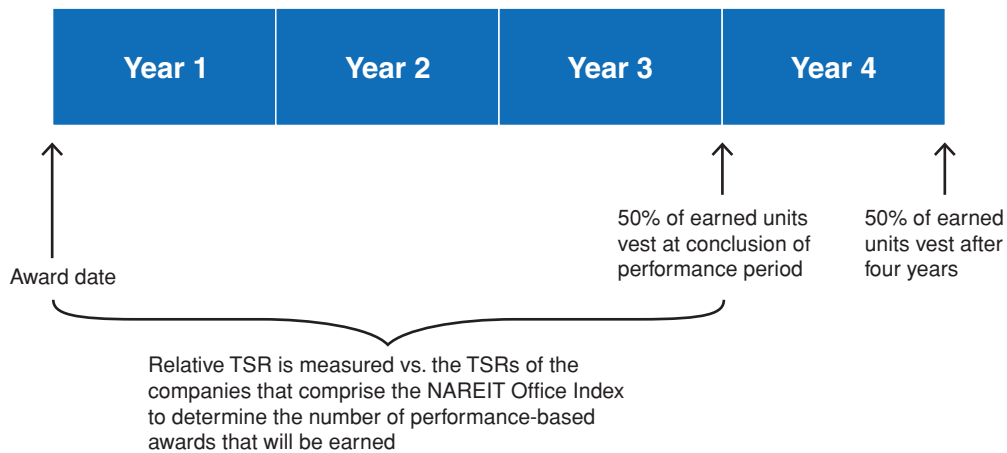 Year 1
Year 2
Year 3
Year 4
Award date
50% of earned units
vest at conclusion of
performance period
50% of earned
units vest after
four years
Relative TSR is measured vs. the TSRs of the
companies that comprise the NAREIT Office Index
to determine the number of performance-based
awards that will be earned